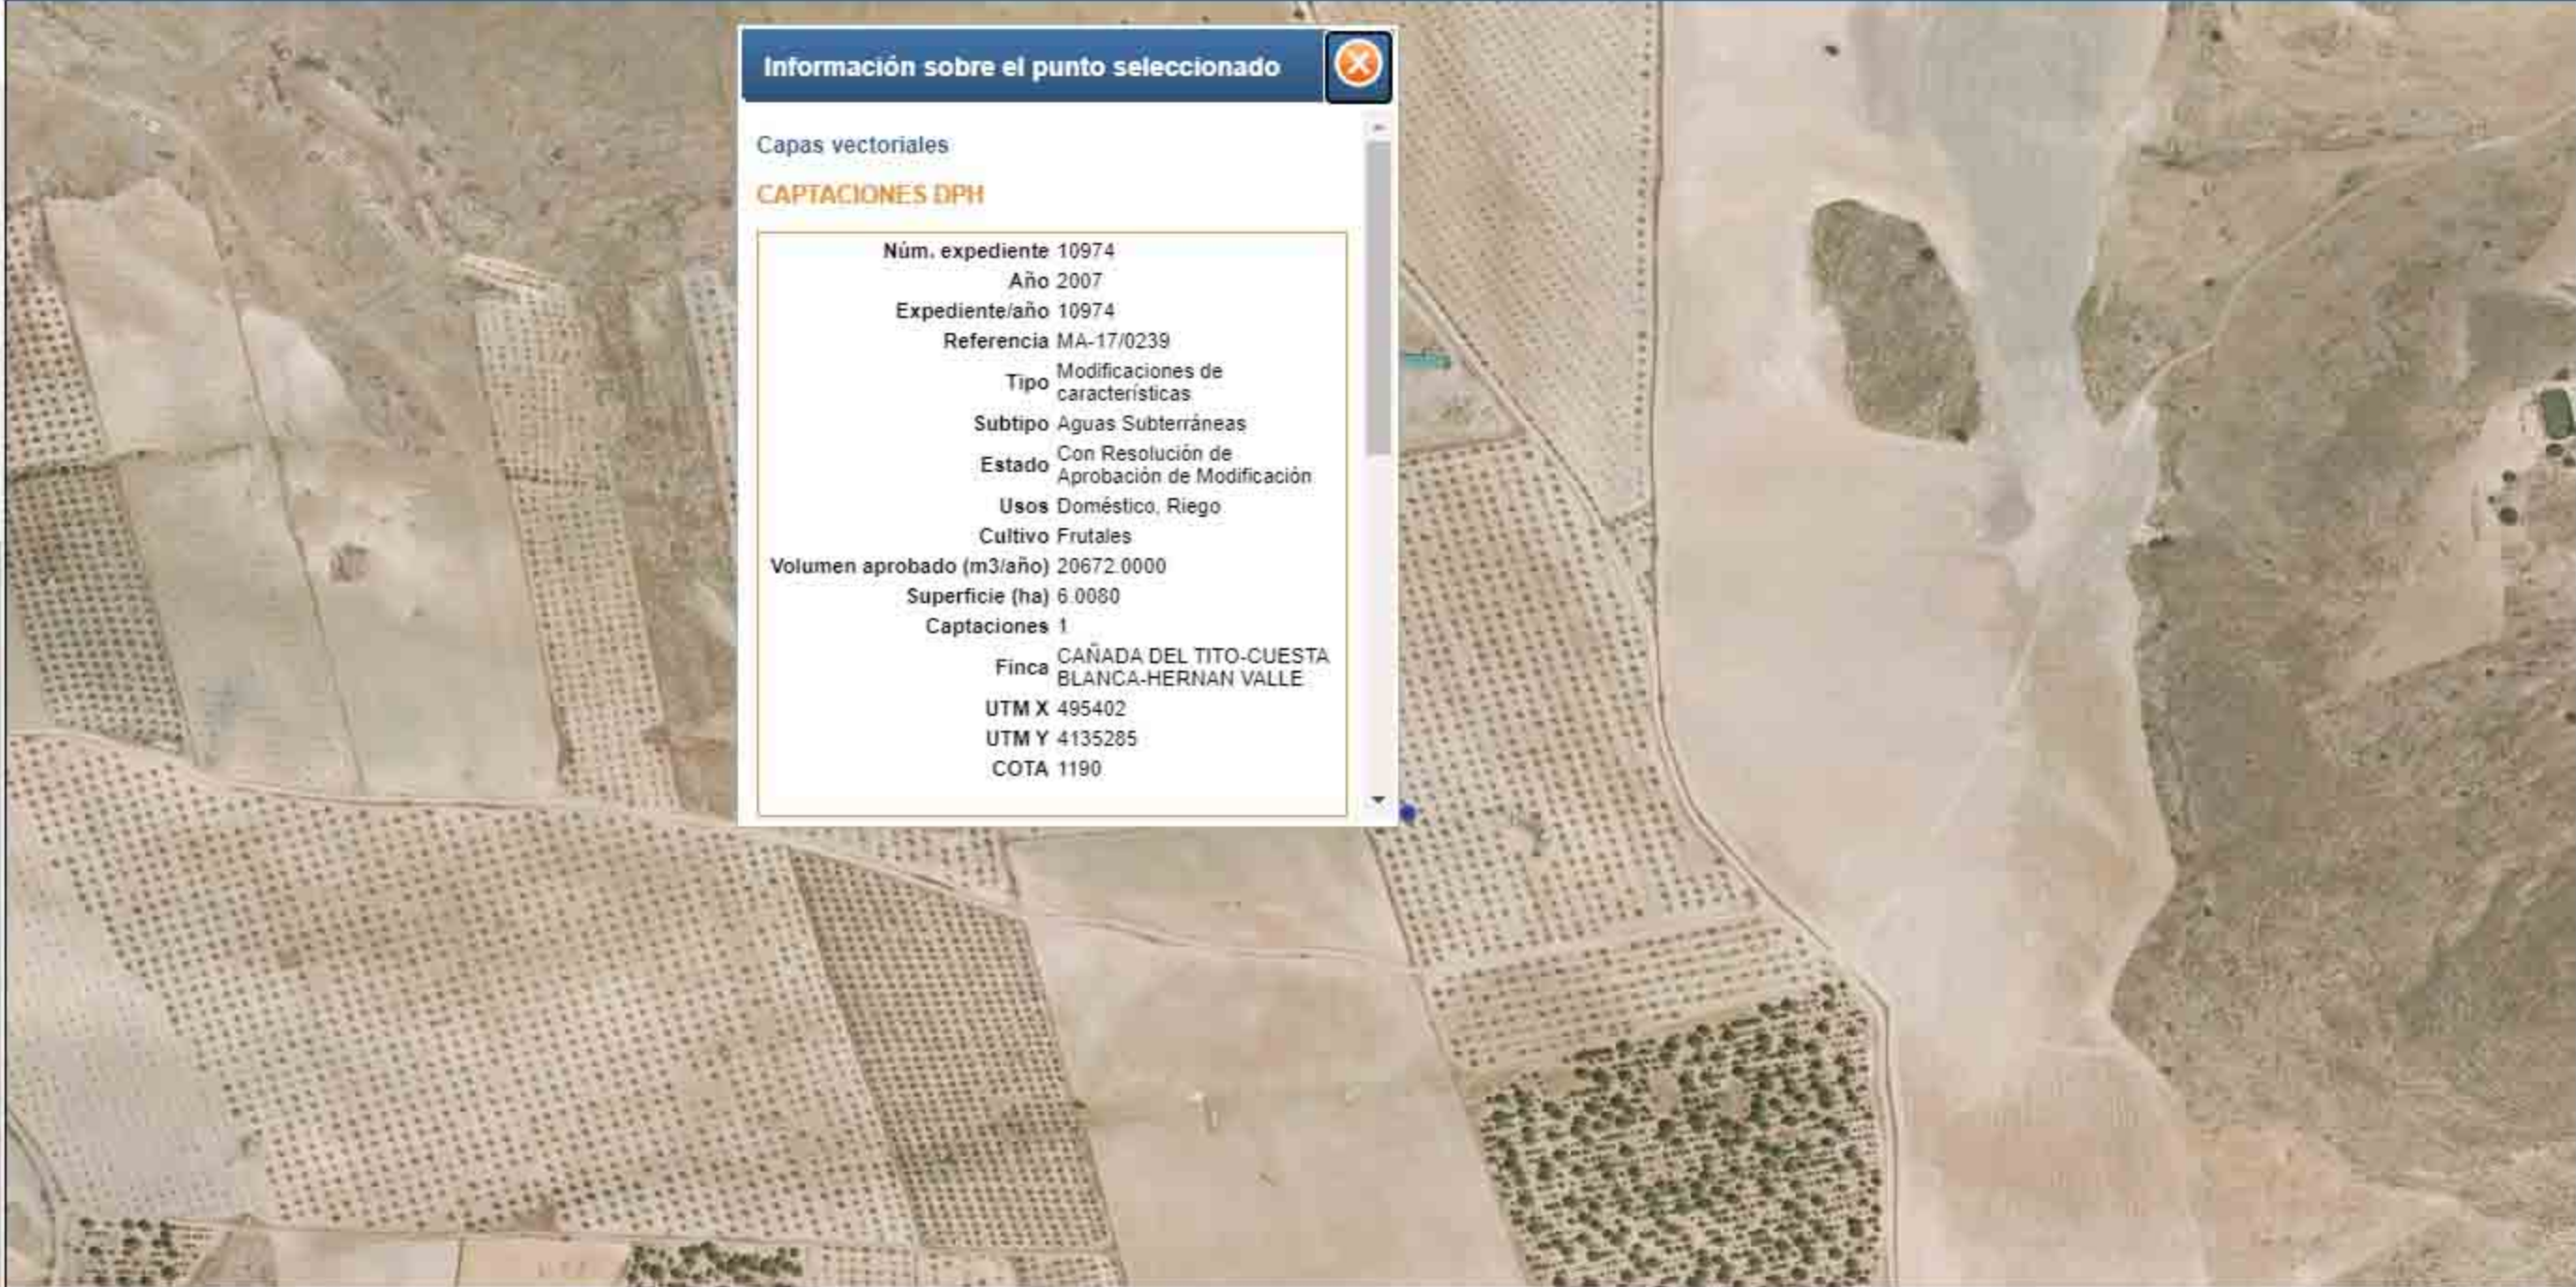 Información sobre el punto seleccionado
Capas vectoriales
CAPTACIONES DPH
Núm. expediente 10974
Año 2007
Expediente/año 10974
Referencia MA-17/0239
Tipo Modificaciones de
características
Subtipo Aguas Subterráneas
Estado Con Resolución de
Aprobación de Modificación
Usos Doméstico, Riego
Cultivo Frutales
Volumen aprobado (m3/año) 20672.0000
Superficie (ha) 6.0080
Captaciones 1
Finca CAÑADA DEL TITO-CUESTA
BLANCA-HERNAN VALLE
UTM X 495402
UTM Y 4135285
COTA 1190